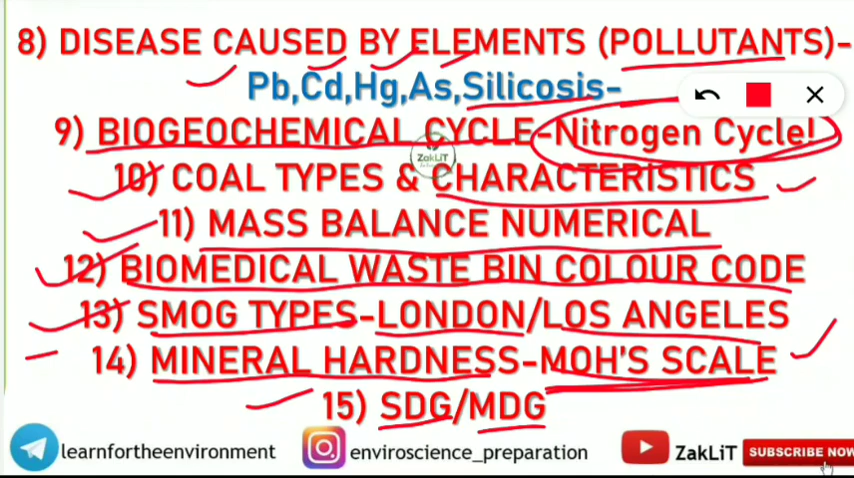 8) DISEASE CAUSED BY ELEMENTS (POLLUTANTS)-
Pb,Cd,Hg,As,Silicosis-
9) BIOGEOCHEMICAL CYCLE-Nitrogen Cycle!
ZakLiT
10) COAL TYPES & CHARACTERISTICS
11) MASS BALANCE NUMERICAL
12) BIOMEDICAL WASTE BIN COLOUR CODE
13) SMOG TYPES-LONDON/LOS ANGELES
14) MINERAL HARDNESS-MOH'S SCALE
15) SDG/MDG
learnfortheenvironment enviroscience_preparation ZakLiT SUBSCRIBE NOW